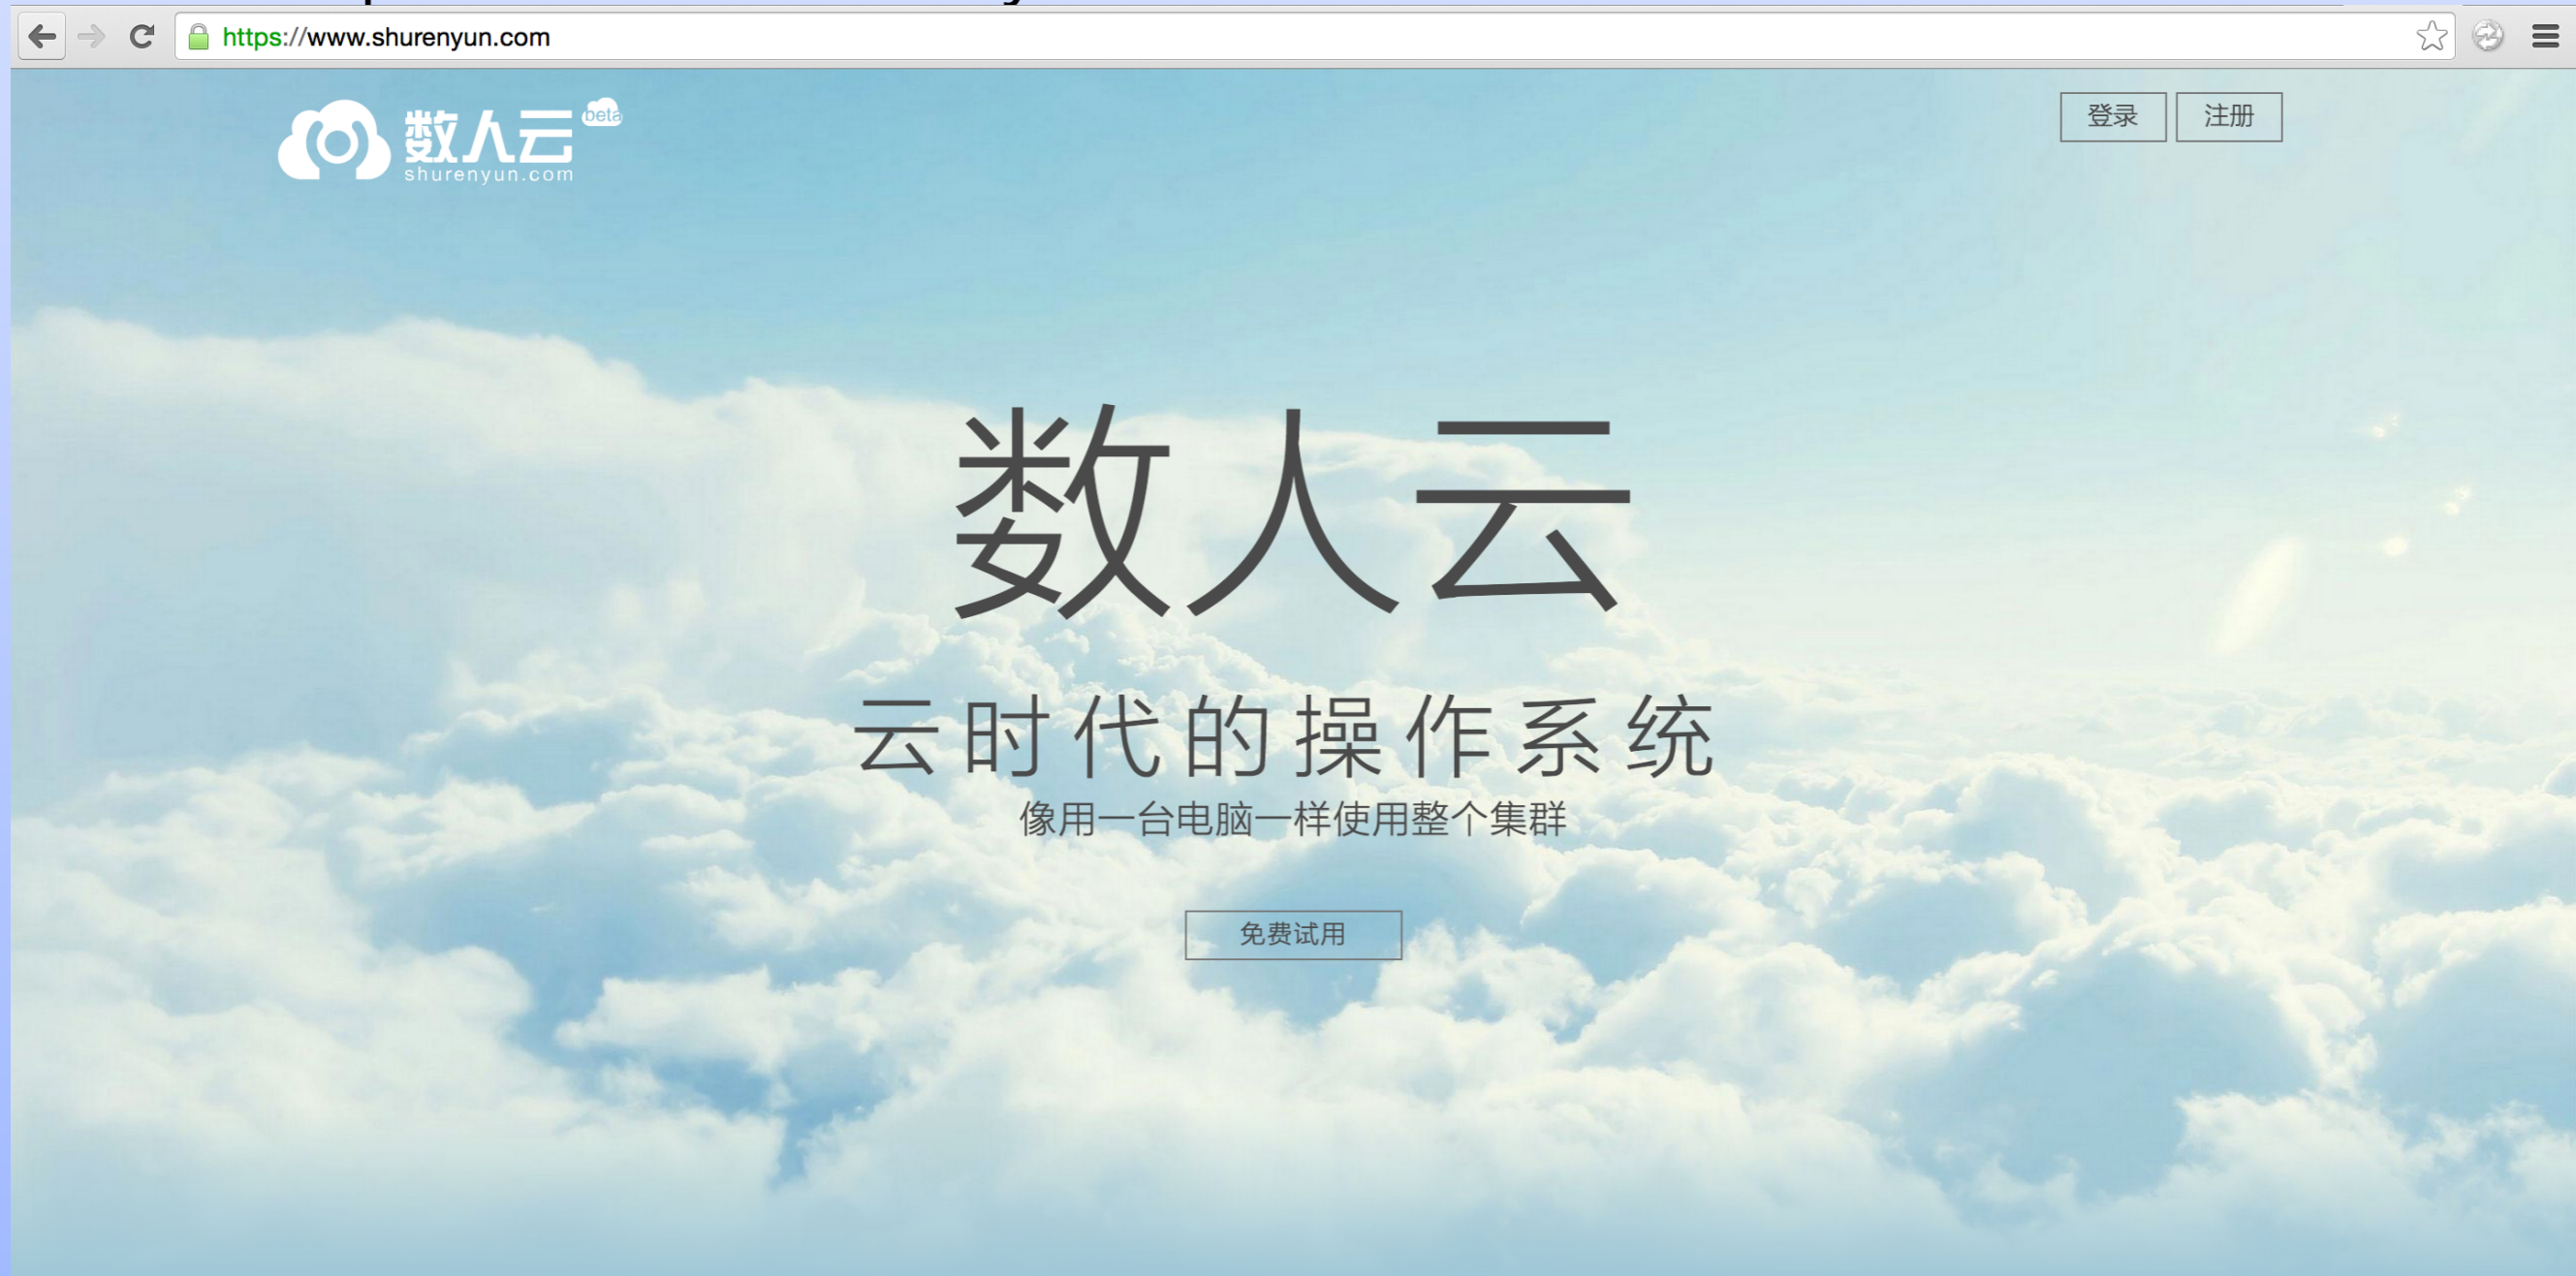 https://www.shurenyun.com
数人云 beta
shurenyun.com
登录 注册
数人云
云时代的操作系统
像用一台电脑一样使用整个集群
免费试用